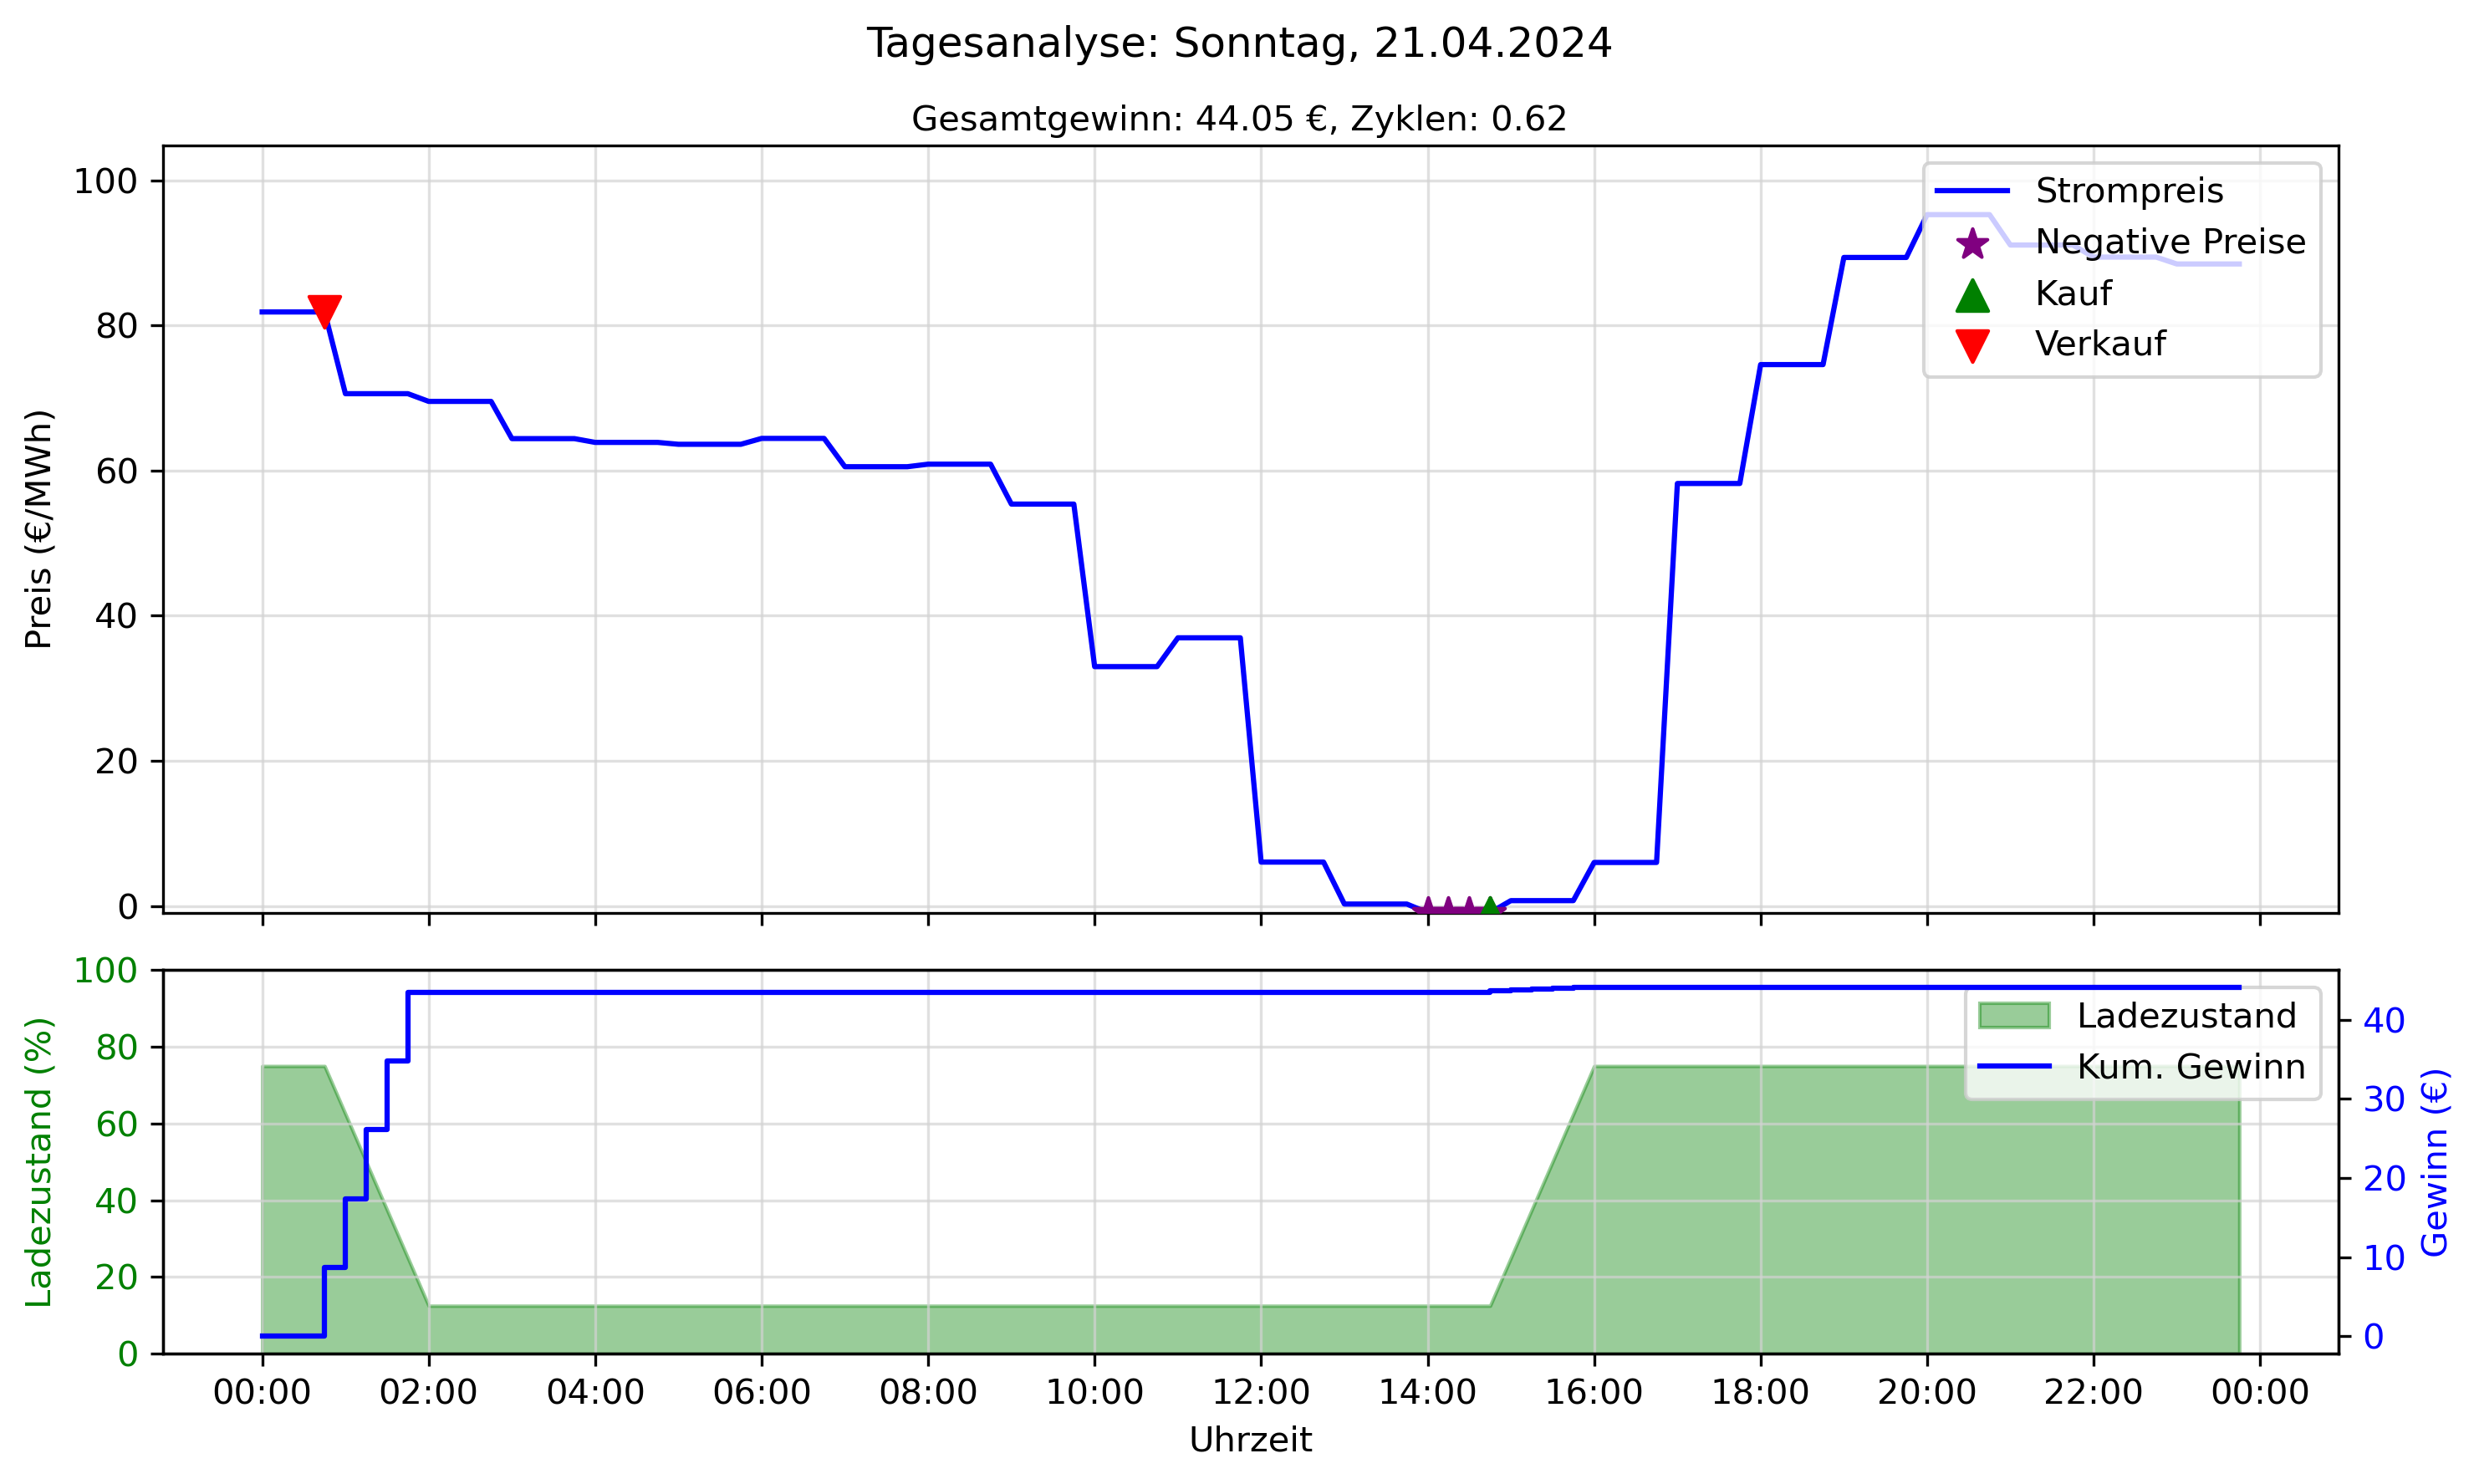 Tagesanalyse: Sonntag, 21.04.2024
Gesamtgewinn: 44.05 €, Zyklen: 0.62
Preis (€/MWh)
100
80
60
40
20
0
Strompreis
Negative Preise
Kauf
Verkauf
Ladezustand (%)
100
80
60
40
20
0
Ladezustand
Kum. Gewinn
40
30
20
10
0
Gewinn (€)
00:00 02:00 04:00 06:00 08:00 10:00 12:00 14:00 16:00 18:00 20:00 22:00 00:00
Uhrzeit